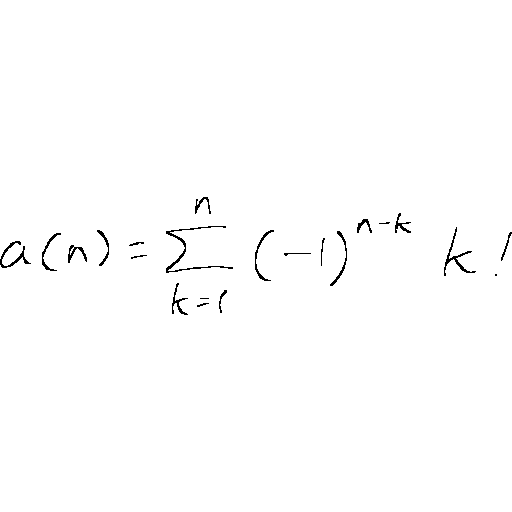 a(n) = \sum_{k=1}^{n} (-1)^{n-k} k!